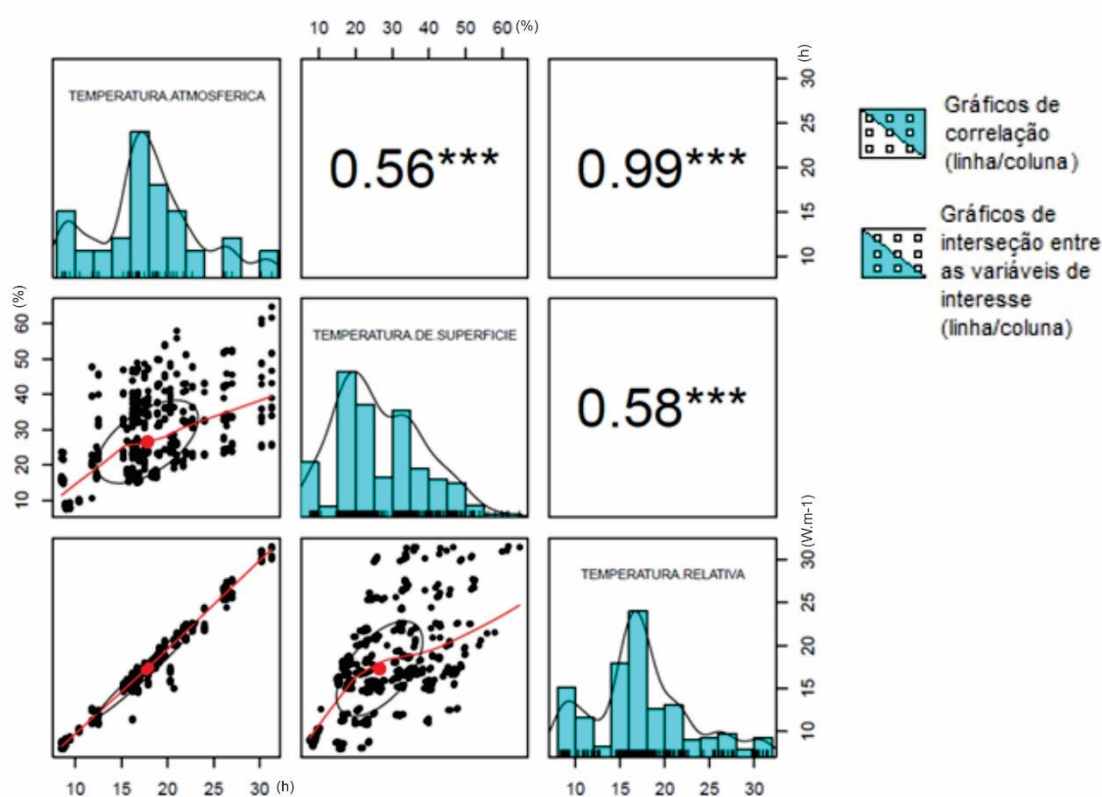 10 20 30 40 50 60 (%)
TEMPERATURA.ATMOSFERICA
0.56***
0.99***
30 (h)
25
20
15
10
Gráficos de
correlação
(linha/coluna)
Gráficos de
interseção entre
as variáveis de
interesse
(linha/coluna)
(%)
60
50
40
30
20
10
TEMPERATURA.DE.SUPERFICIE
0.58***
TEMPERATURA.RELATIVA
30 (W.m-1)
25
20
15
10
10 15 20 25 30 (h)
10 15 20 25 30